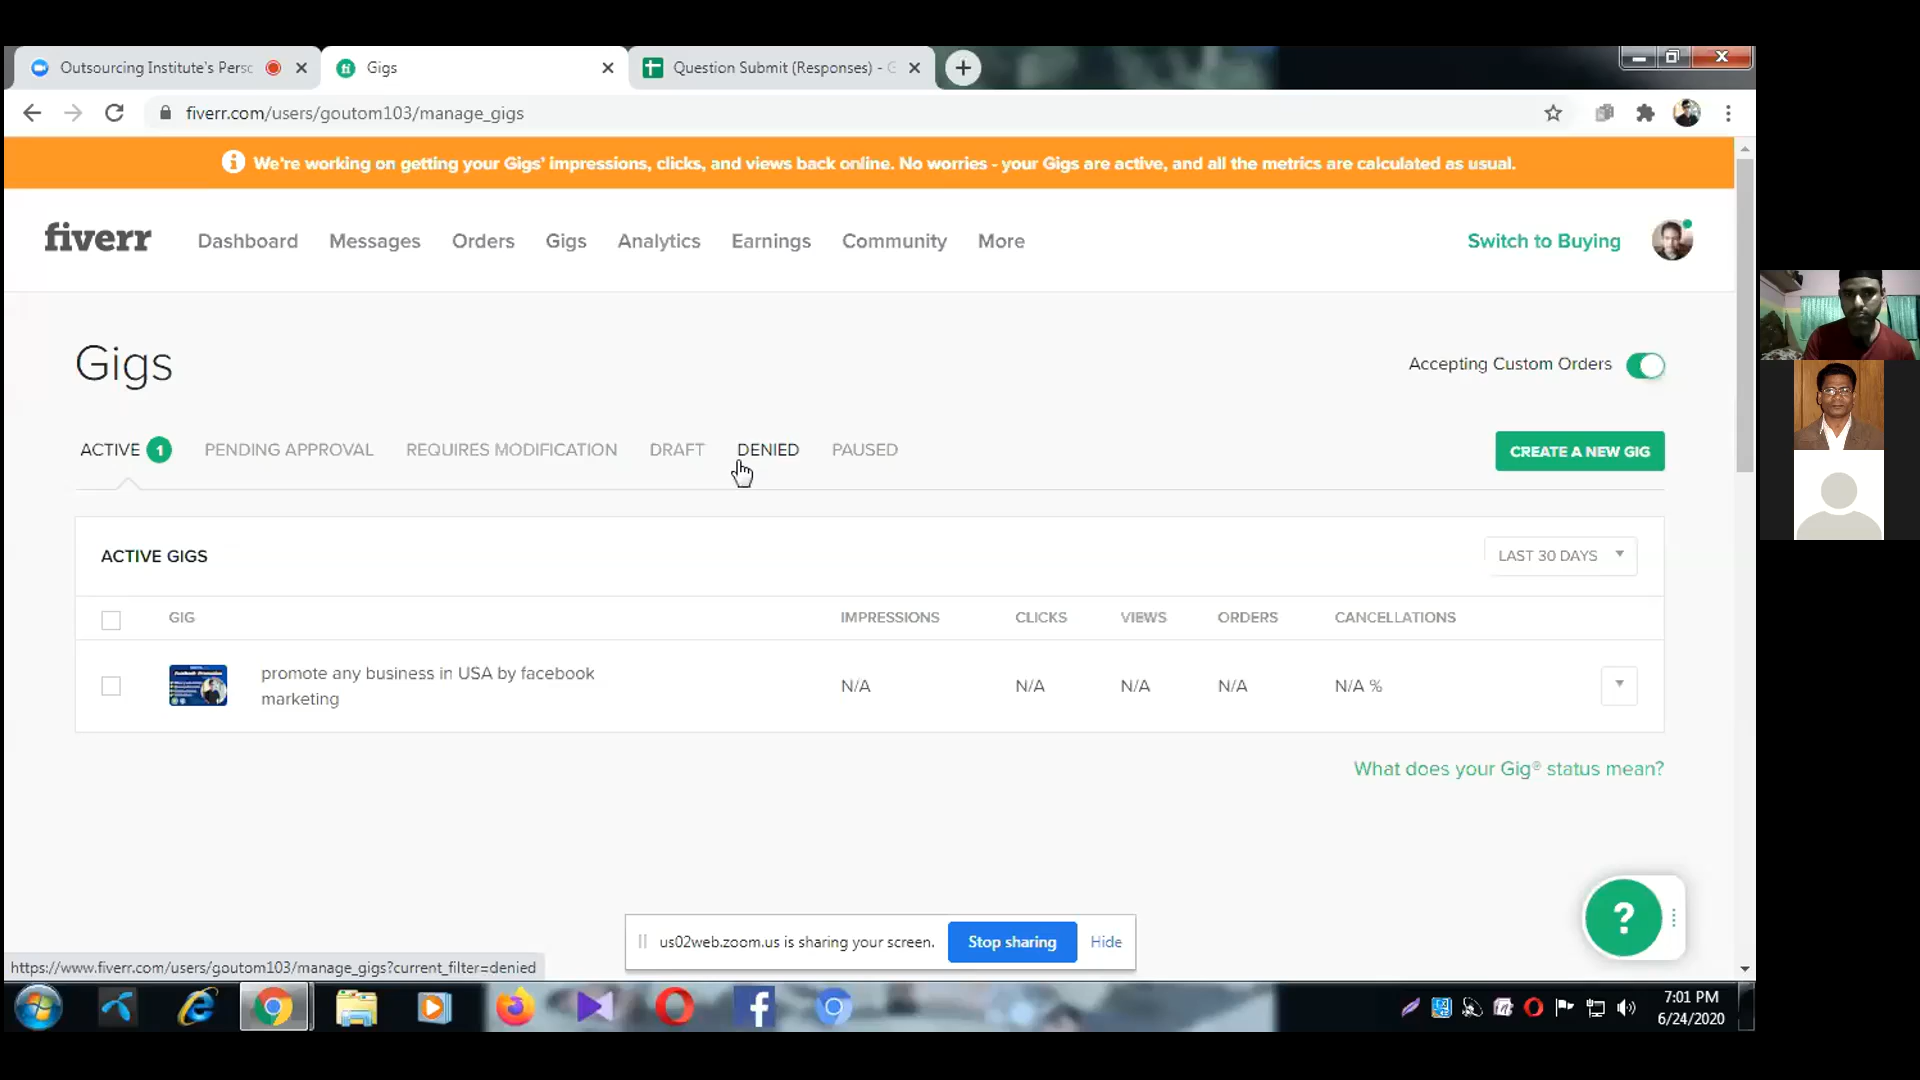 Outsourcing Institute's Perso
Gigs
Question Submit (Responses) - G
fiverr.com/users/goutom103/manage_gigs
We're working on getting your Gigs' impressions, clicks, and views back online. No worries - your Gigs are active, and all the metrics are calculated as usual.
fiverr
Dashboard
Messages
Orders
Gigs
Analytics
Earnings
Community
More
Switch to Buying
Gigs
Accepting Custom Orders
ACTIVE 1
PENDING APPROVAL
REQUIRES MODIFICATION
DRAFT
DENIED
PAUSED
CREATE A NEW GIG
ACTIVE GIGS
LAST 30 DAYS
GIG
IMPRESSIONS
CLICKS
VIEWS
ORDERS
CANCELLATIONS
promote any business in USA by facebook
marketing
N/A
N/A
N/A
N/A
N/A %
What does your Gig® status mean?
?
us02web.zoom.us is sharing your screen.
Stop sharing
Hide
https://www.fiverr.com/users/goutom103/manage_gigs?current_filter=denied
7:01 PM
6/24/2020